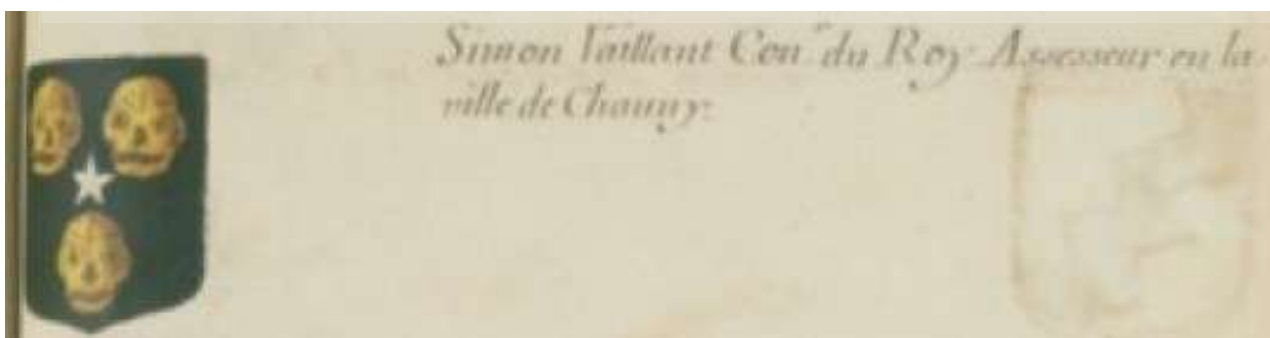 Simon Vaillant Con.er du Roy Assesseur en la
ville de Chauny: